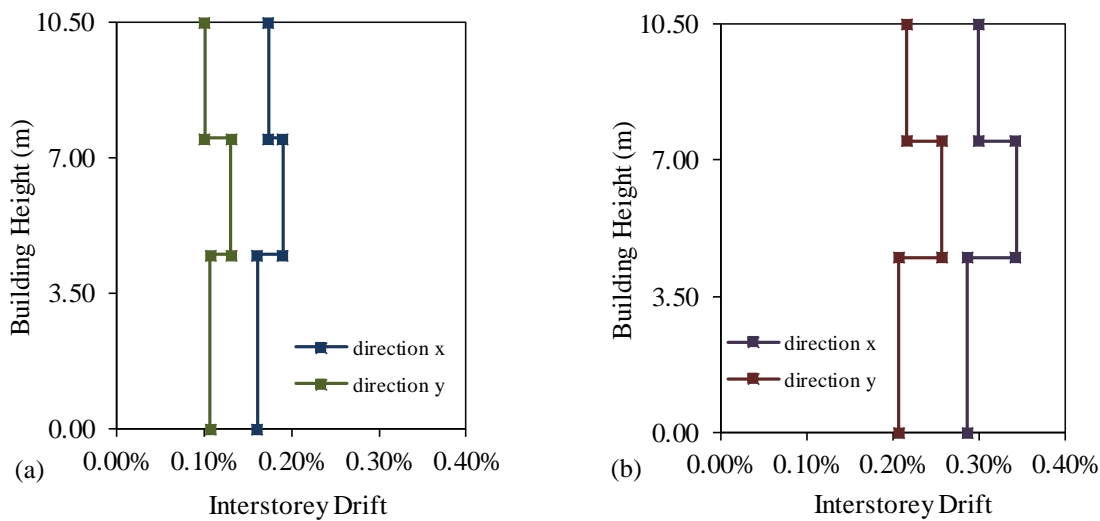 10.50
7.00
3.50
0.00
Building Height (m)
direction x
direction y
0.00% 0.10% 0.20% 0.30% 0.40%
(a)
Interstorey Drift
10.50
7.00
3.50
0.00
Building Height (m)
direction x
direction y
0.00% 0.10% 0.20% 0.30% 0.40%
(b)
Interstorey Drift